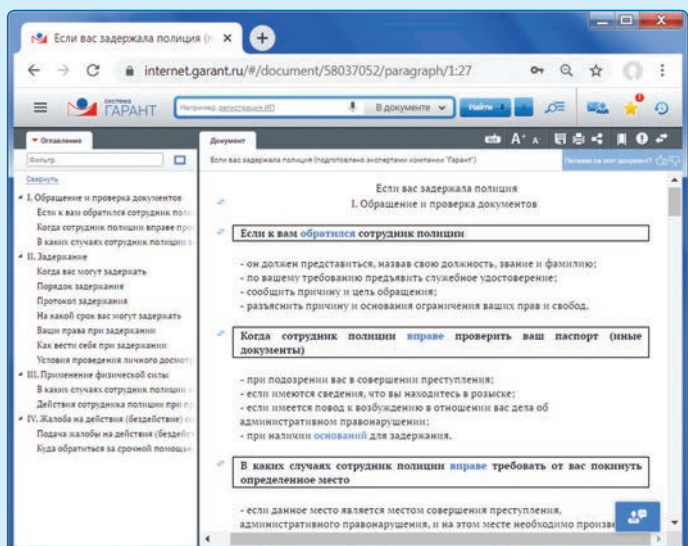 Если вас задержала полиция (п
internet.garant.ru/#/document/58037052/paragraph/1:27
система
ГАРАНТ
Например, регистрация ИП
В документе
Найти
Оглавление
Документ
Фильтр
Если вас задержала полиция (подготовлено экспертами компании "Гарант")
Полезен ли этот документ?
Свернуть
I. Обращение и проверка документов
Если к вам обратился сотрудник поли
Когда сотрудник полиции вправе про
В каких случаях сотрудник полиции в
II. Задержание
Когда вас могут задержать
Порядок задержания
Протокол задержания
На какой срок вас могут задержать
Ваши права при задержании
Как вести себя при задержании
Условия проведения личного досмотр
III. Применение физической силы
В каких случаях сотрудник полиции
Действия сотрудника полиции при п
IV. Жалоба на действия (бездействие) со
Подача жалобы на действия (бездейс
Куда обратиться за срочной помощью
Если вас задержала полиция
I. Обращение и проверка документов
Если к вам обратился сотрудник полиции
- он должен представиться, назвав свою должность, звание и фамилию;
- по вашему требованию предъявить служебное удостоверение;
- сообщить причину и цель обращения;
- разъяснить причину и основания ограничения ваших прав и свобод.
Когда сотрудник полиции вправе проверить ваш паспорт (иные
документы)
- при подозрении вас в совершении преступления;
- если имеются сведения, что вы находитесь в розыске;
- если имеется повод к возбуждению в отношении вас дела об
административном правонарушении;
- при наличии оснований для задержания.
В каких случаях сотрудник полиции вправе требовать от вас покинуть
определенное место
- если данное место является местом совершения преступления,
административного правонарушения, и на этом месте необходимо произве